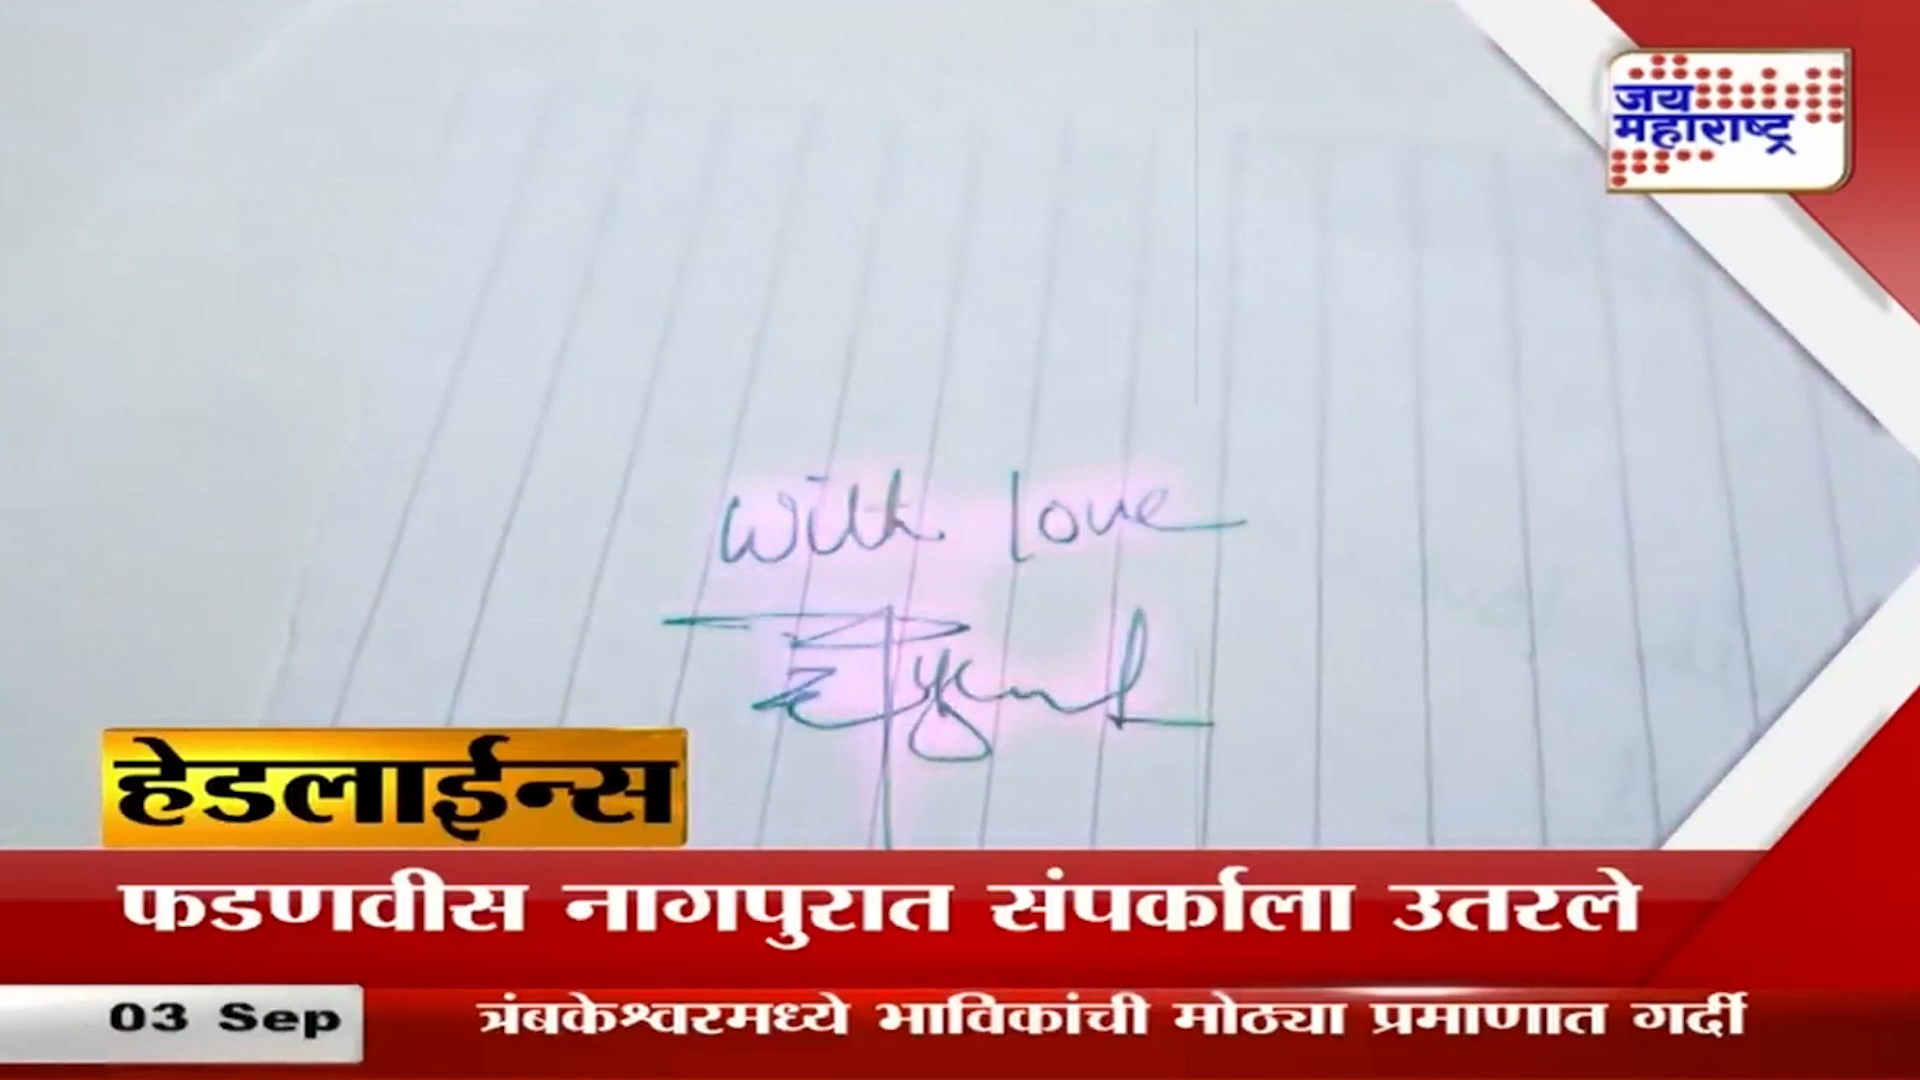 जय
महाराष्ट्र
with love
हेडलाईन्स
फडणवीस नागपुरात संपर्काला उतरले
03 Sep
त्रंबकेश्वरमध्ये भाविकांची मोठ्या प्रमाणात गर्दी